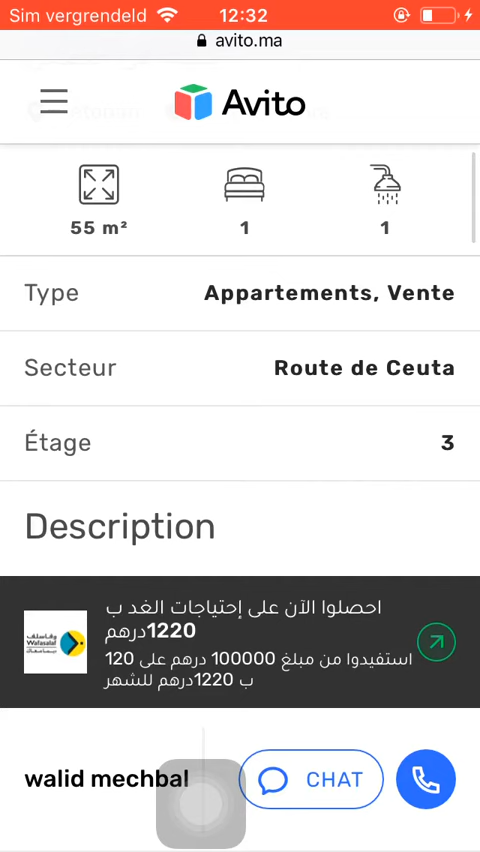 Sim vergrendeld 12:32
avito.ma
Avito
55 m² 1 1
Type Appartements, Vente
Secteur Route de Ceuta
Étage 3
Description
احصلوا الآن على إحتياجات الغد ب
1220درهم
استفيدوا من مبلغ 100000 درهم على 120
ب 1220درهم للشهر
وفاسلف
Wafasalaf
walid mechbal CHAT